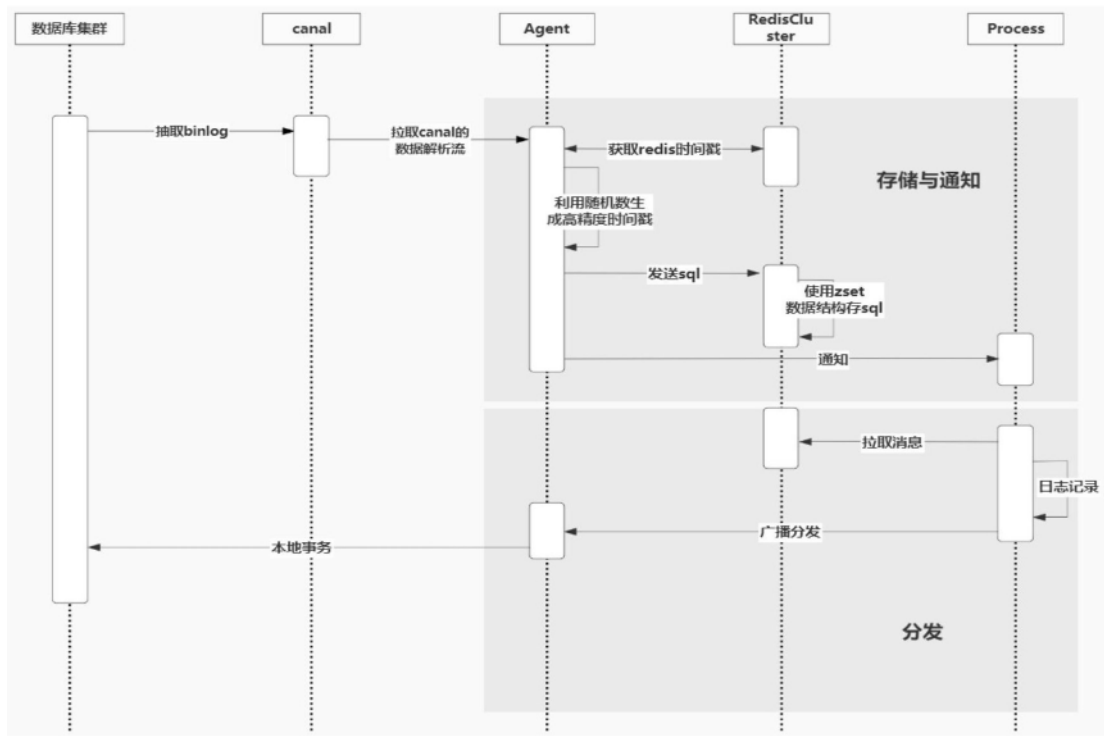 数据库集群
canal
Agent
RedisClu
ster
Process
抽取binlog
拉取canal的
数据解析流
获取redis时间戳
存储与通知
利用随机数生
成高精度时间戳
发送sql
使用zset
数据结构存sql
通知
拉取消息
日志记录
广播分发
本地事务
分发